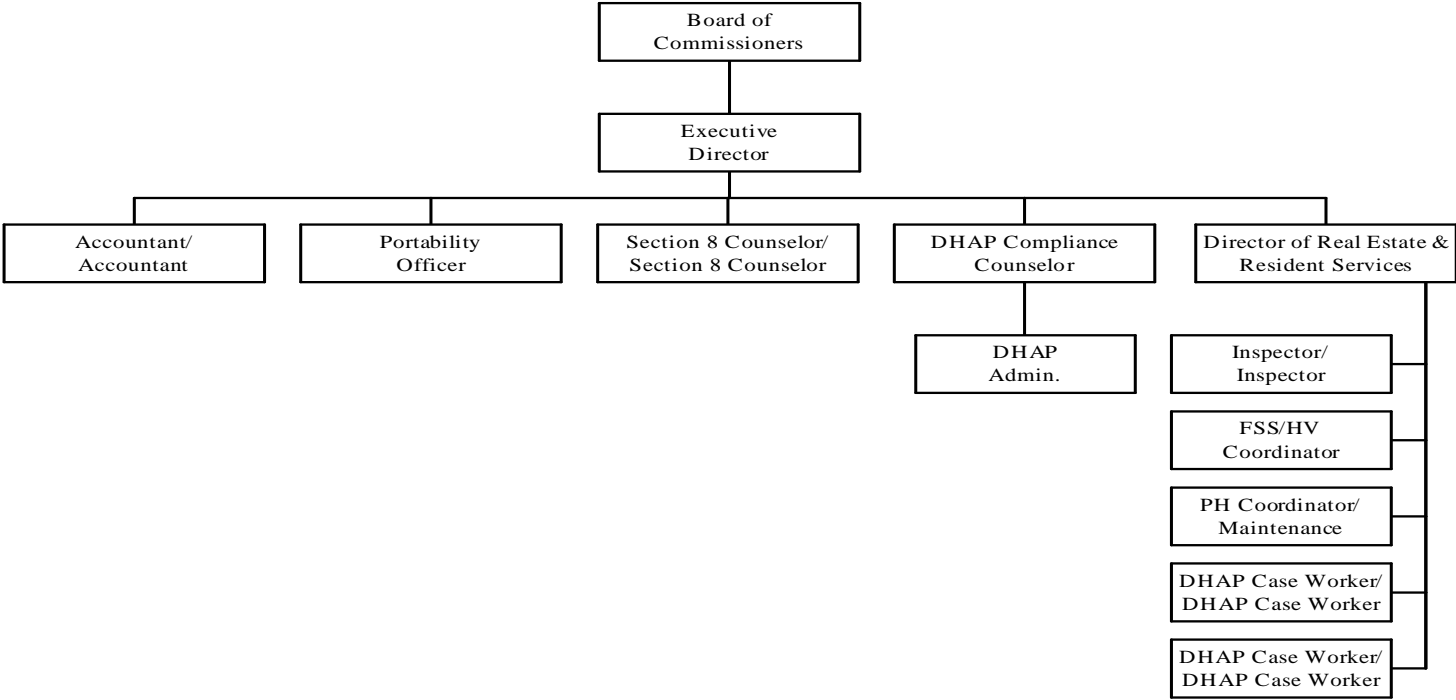 Board of
Commissioners
Executive
Director
Accountant/
Accountant
Portability
Officer
Section 8 Counselor/
Section 8 Counselor
DHAP Compliance
Counselor
Director of Real Estate &
Resident Services
DHAP
Admin.
Inspector/
Inspector
FSS/HV
Coordinator
PH Coordinator/
Maintenance
DHAP Case Worker/
DHAP Case Worker
DHAP Case Worker/
DHAP Case Worker